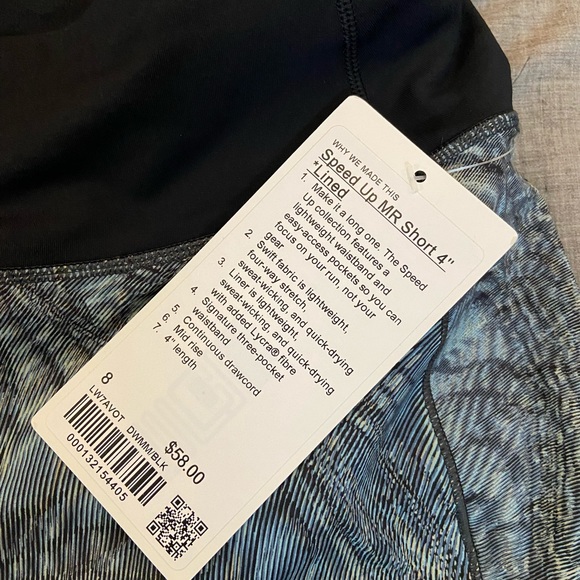 WHY WE MADE THIS
Speed Up MR Short 4"
*Lined
1. Make it a long one. The Speed
Up collection features a
lightweight waistband and
easy-access pockets so you can
focus on your run, not your
gear
2. Swift fabric is lightweight,
four-way stretch,
sweat-wicking, and quick-drying
3. Liner is lightweight,
sweat-wicking, and quick-drying
with added Lycra® fibre
4. Signature three-pocket
waistband
5. Continuous drawcord
6. Mid rise
7. 4" length
8
LW7AVOT DWMM/BLK
000132154405
$58.00